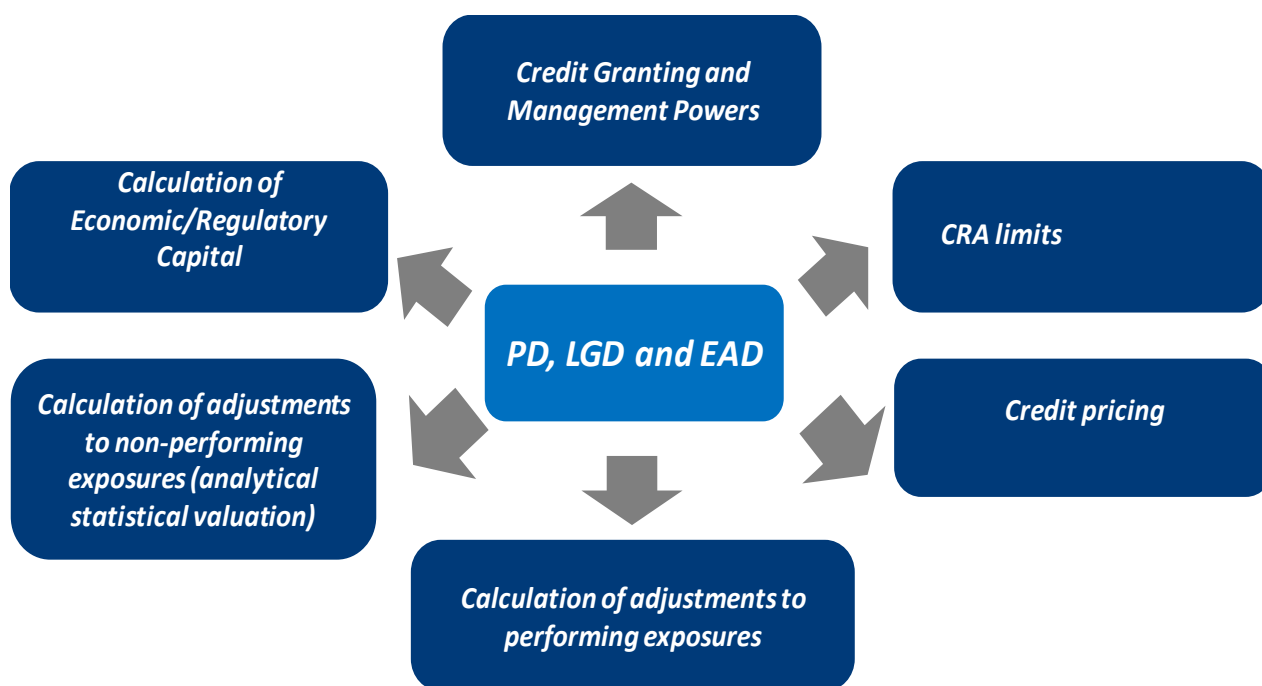 Credit Granting and
Management Powers
Calculation of
Economic/Regulatory
Capital
CRA limits
PD, LGD and EAD
Calculation of adjustments
to non-performing
exposures (analytical
statistical valuation)
Credit pricing
Calculation of adjustments to
performing exposures